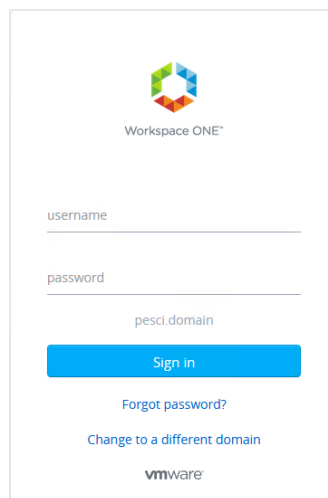 Workspace ONE™
username
password
pesci.domain
Sign in
Forgot password?
Change to a different domain
vmware